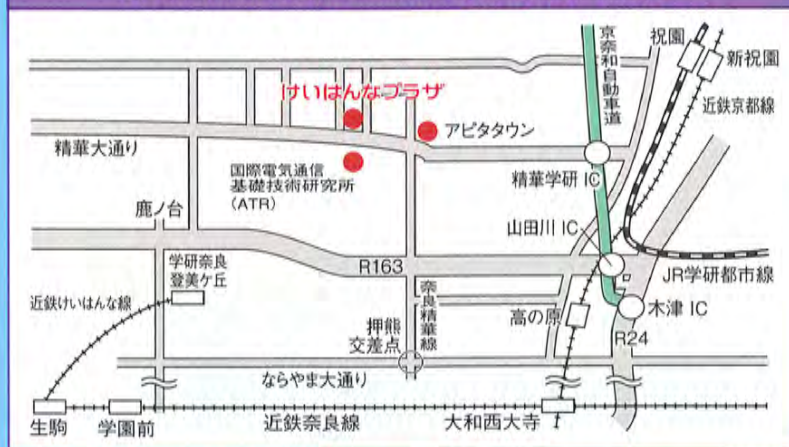 京奈和自動車道
祝園
新祝園
近鉄京都線
けいはんなプラザ
アピタタウン
精華大通り
国際電気通信
基礎技術研究所
(ATR)
精華学研 IC
鹿ノ台
山田川 IC
R163
学研奈良
登美ケ丘
JR学研都市線
近鉄けいはんな線
奈良精華線
高の原
木津 IC
押熊
交差点
R24
ならやま大通り
生駒
学園前
近鉄奈良線
大和西大寺